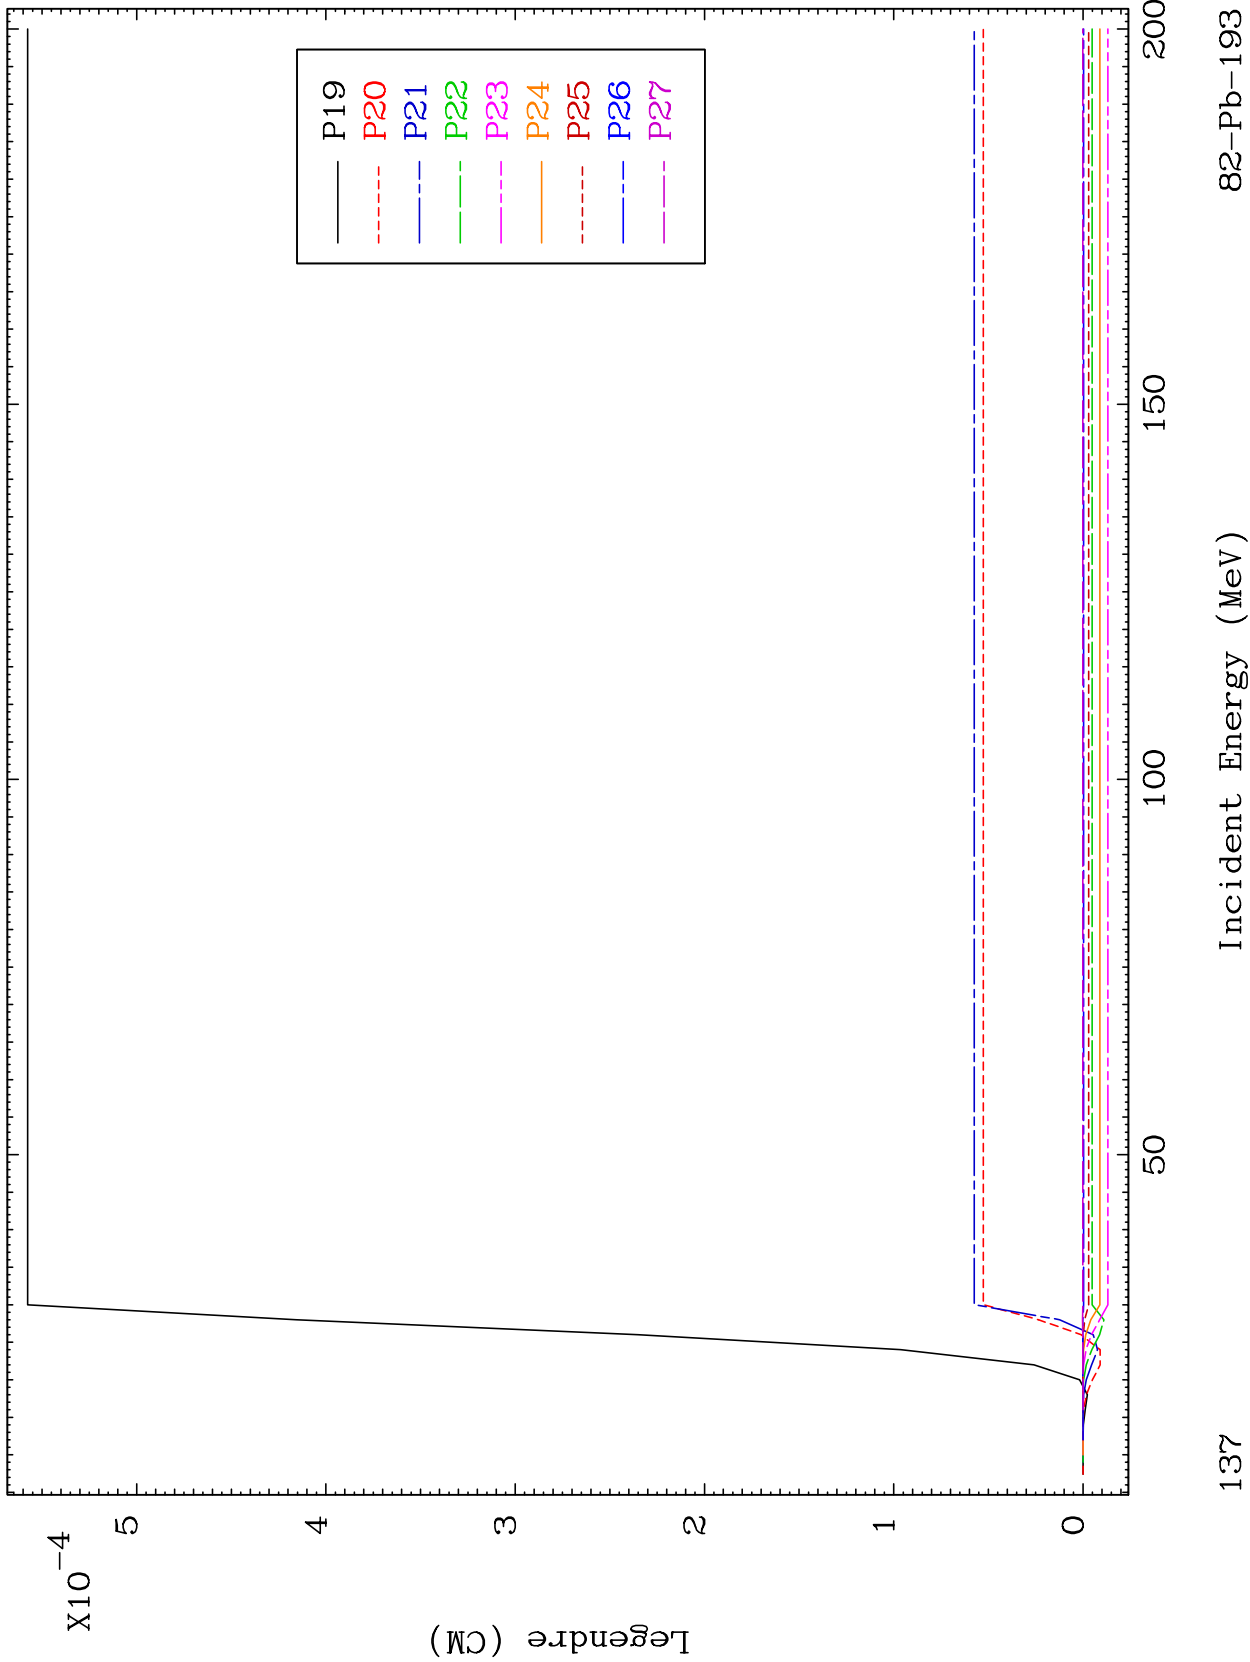 X10-4
5
4
3
2
1
0
Legendre (CM)
P19
P20
P21
P22
P23
P24
P25
P26
P27
50
100
150
200
137
Incident Energy (MeV)
82-Pb-193